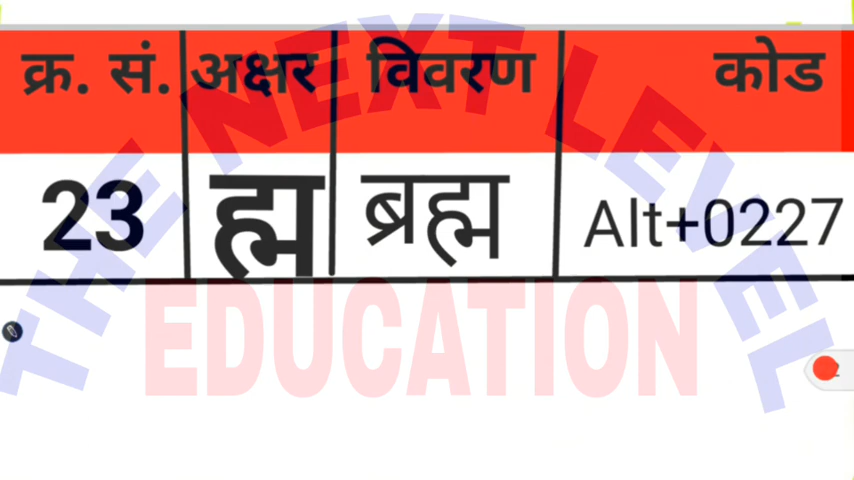 क्र. सं. अक्षर विवरण कोड
23 ह्म ब्रह्म Alt+0227
THE NEXT LEVEL
EDUCATION